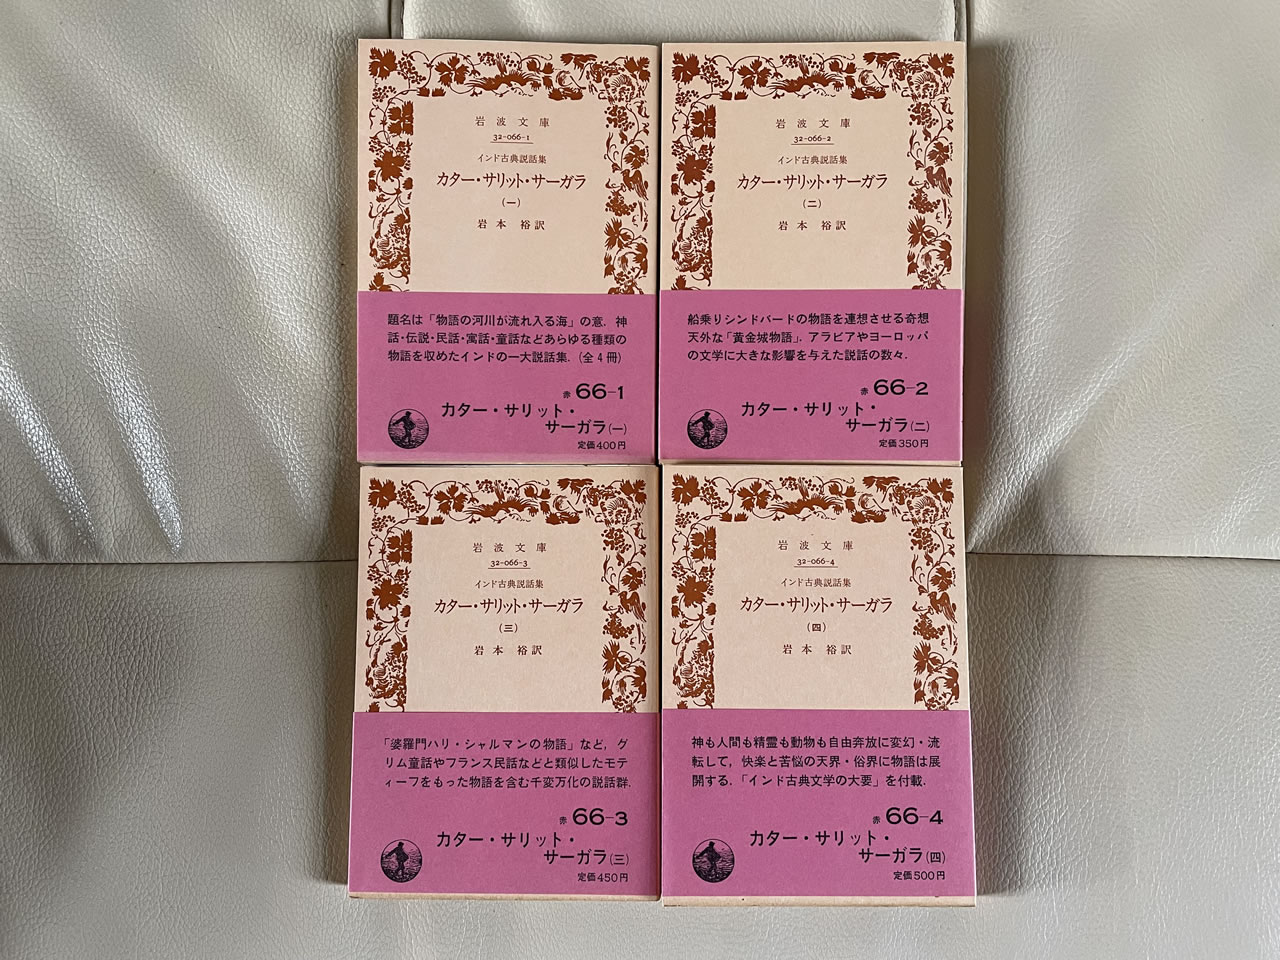 岩波文庫
32-066-1
インド古典説話集
カター・サリット・サーガラ
(一)
岩本 裕訳
題名は「物語の河川が流れ入る海」の意．神
話・伝説・民話・寓話・童話などあらゆる種類の
物語を収めたインドの一大説話集．(全4冊)
赤 66-1
カター・サリット・
サーガラ(一)
定価400円
岩波文庫
32-066-2
インド古典説話集
カター・サリット・サーガラ
(二)
岩本 裕訳
船乗りシンドバードの物語を連想させる奇想
天外な「黄金城物語」．アラビアやヨーロッパ
の文学に大きな影響を与えた説話の数々．
赤 66-2
カター・サリット・
サーガラ(二)
定価350円
岩波文庫
32-066-3
インド古典説話集
カター・サリット・サーガラ
(三)
岩本 裕訳
「婆羅門ハリ・シャルマンの物語」など，グ
リム童話やフランス民話などと類似したモテ
ィーフをもった物語を含む千変万化の説話群．
赤 66-3
カター・サリット・
サーガラ(三)
定価450円
岩波文庫
32-066-4
インド古典説話集
カター・サリット・サーガラ
(四)
岩本 裕訳
神も人間も精霊も動物も自由奔放に変幻・流
転して，快楽と苦悩の天界・俗界に物語は展
開する．「インド古典文学の大要」を付載．
赤 66-4
カター・サリット・
サーガラ(四)
定価500円